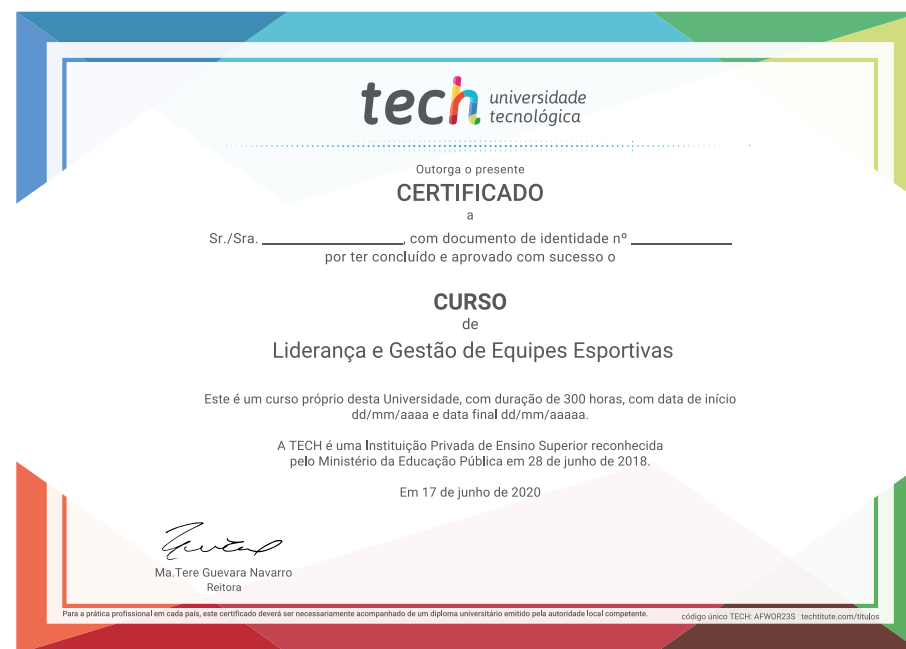 tech universidade
tecnológica
Outorga o presente
CERTIFICADO
a
Sr./Sra. ________________, com documento de identidade nº ____________
por ter concluído e aprovado com sucesso o
CURSO
de
Liderança e Gestão de Equipes Esportivas
Este é um curso próprio desta Universidade, com duração de 300 horas, com data de início
dd/mm/aaaa e data final dd/mm/aaaaa.
A TECH é uma Instituição Privada de Ensino Superior reconhecida
pelo Ministério da Educação Pública em 28 de junho de 2018.
Em 17 de junho de 2020
Ma.Tere Guevara Navarro
Reitora
Para a prática profissional em cada país, este certificado deverá ser necessariamente acompanhado de um diploma universitário emitido pela autoridade local competente.
código único TECH: AFWOR23S techtitute.com/titulos